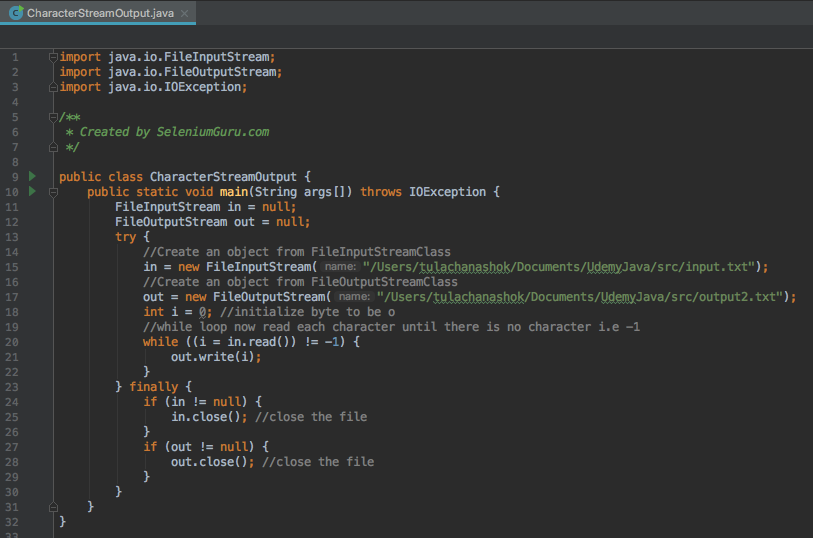 CharacterStreamOutput.java
1 import java.io.FileInputStream;
2 import java.io.FileOutputStream;
3 import java.io.IOException;
4
5 /**
6  * Created by SeleniumGuru.com
7  */
8
9 public class CharacterStreamOutput {
10     public static void main(String args[]) throws IOException {
11         FileInputStream in = null;
12         FileOutputStream out = null;
13         try {
14             //Create an object from FileInputStreamClass
15             in = new FileInputStream( name: "/Users/tulachanashok/Documents/UdemyJava/src/input.txt");
16             //Create an object from FileOutputStreamClass
17             out = new FileOutputStream( name: "/Users/tulachanashok/Documents/UdemyJava/src/output2.txt");
18             int i = 0; //initialize byte to be o
19             //while loop now read each character until there is no character i.e -1
20             while ((i = in.read()) != -1) {
21                 out.write(i);
22             }
23         } finally {
24             if (in != null) {
25                 in.close(); //close the file
26             }
27             if (out != null) {
28                 out.close(); //close the file
29             }
30         }
31     }
32 }
33